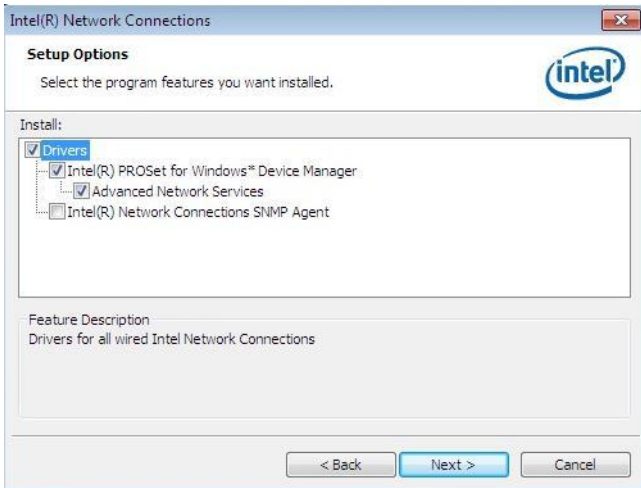 Intel(R) Network Connections
Setup Options
Select the program features you want installed.
intel
Install:
Drivers
Intel(R) PROSet for Windows* Device Manager
Advanced Network Services
Intel(R) Network Connections SNMP Agent
Feature Description
Drivers for all wired Intel Network Connections
< Back Next > Cancel